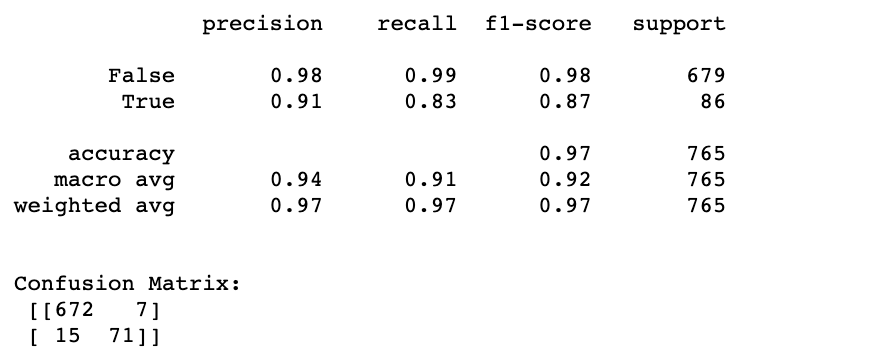 precision recall f1-score support
False 0.98 0.99 0.98 679
True 0.91 0.83 0.87 86
accuracy 0.97 765
macro avg 0.94 0.91 0.92 765
weighted avg 0.97 0.97 0.97 765
Confusion Matrix:
[[672 7]
[ 15 71]]